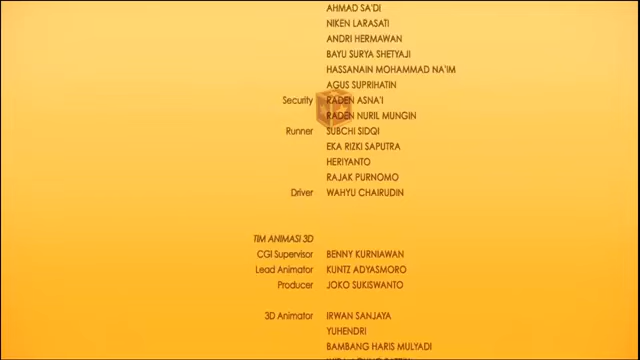 AHMAD SA'DI
NIKEN LARASATI
ANDRI HERMAWAN
BAYU SURYA SHETYAJI
HASSANAIN MOHAMMAD NA'IM
AGUS SUPRIHATIN
Security RADEN ASNA'I
RADEN NURIL MUNGIN
Runner SUBCHI SIDQI
EKA RIZKI SAPUTRA
HERIYANTO
RAJAK PURNOMO
Driver WAHYU CHAIRUDIN
TIM ANIMASI 3D
CGI Supervisor BENNY KURNIAWAN
Lead Animator KUNTZ ADYASMORO
Producer JOKO SUKISWANTO
3D Animator IRWAN SANJAYA
YUHENDRI
BAMBANG HARIS MULYADI